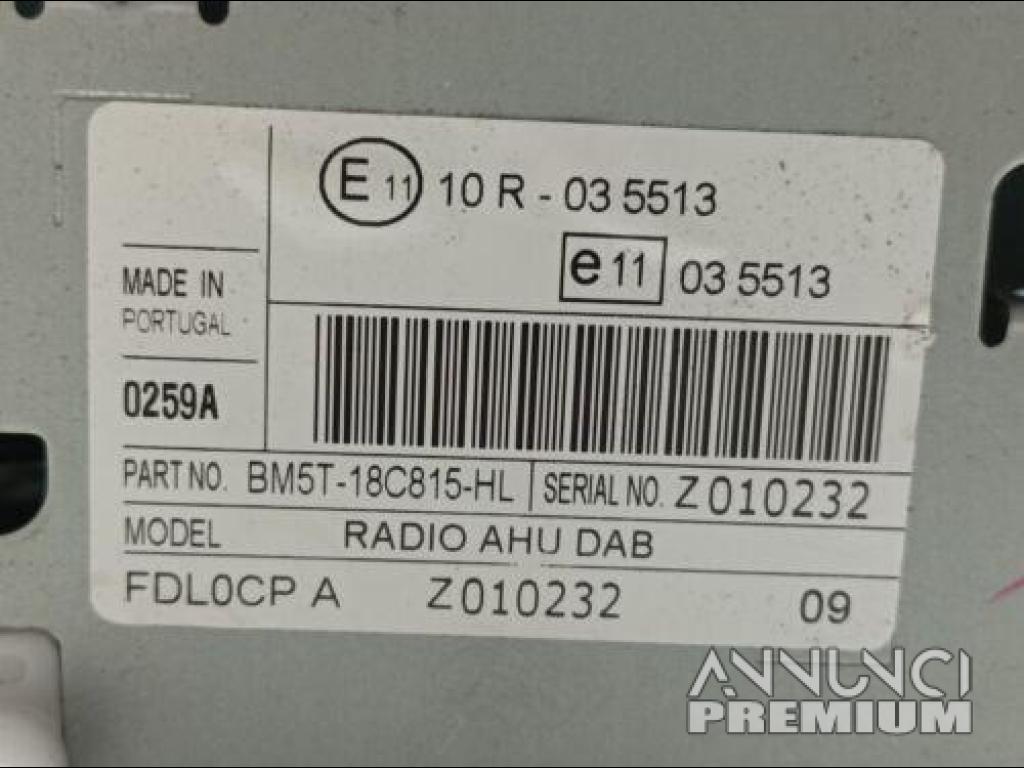 E 11 10 R - 03 5513
e 11 03 5513
MADE IN
PORTUGAL
0259A
PART NO. BM5T-18C815-HL SERIAL NO. Z010232
MODEL RADIO AHU DAB
FDL0CP A Z010232 09
ANNUNCI
PREMIUM